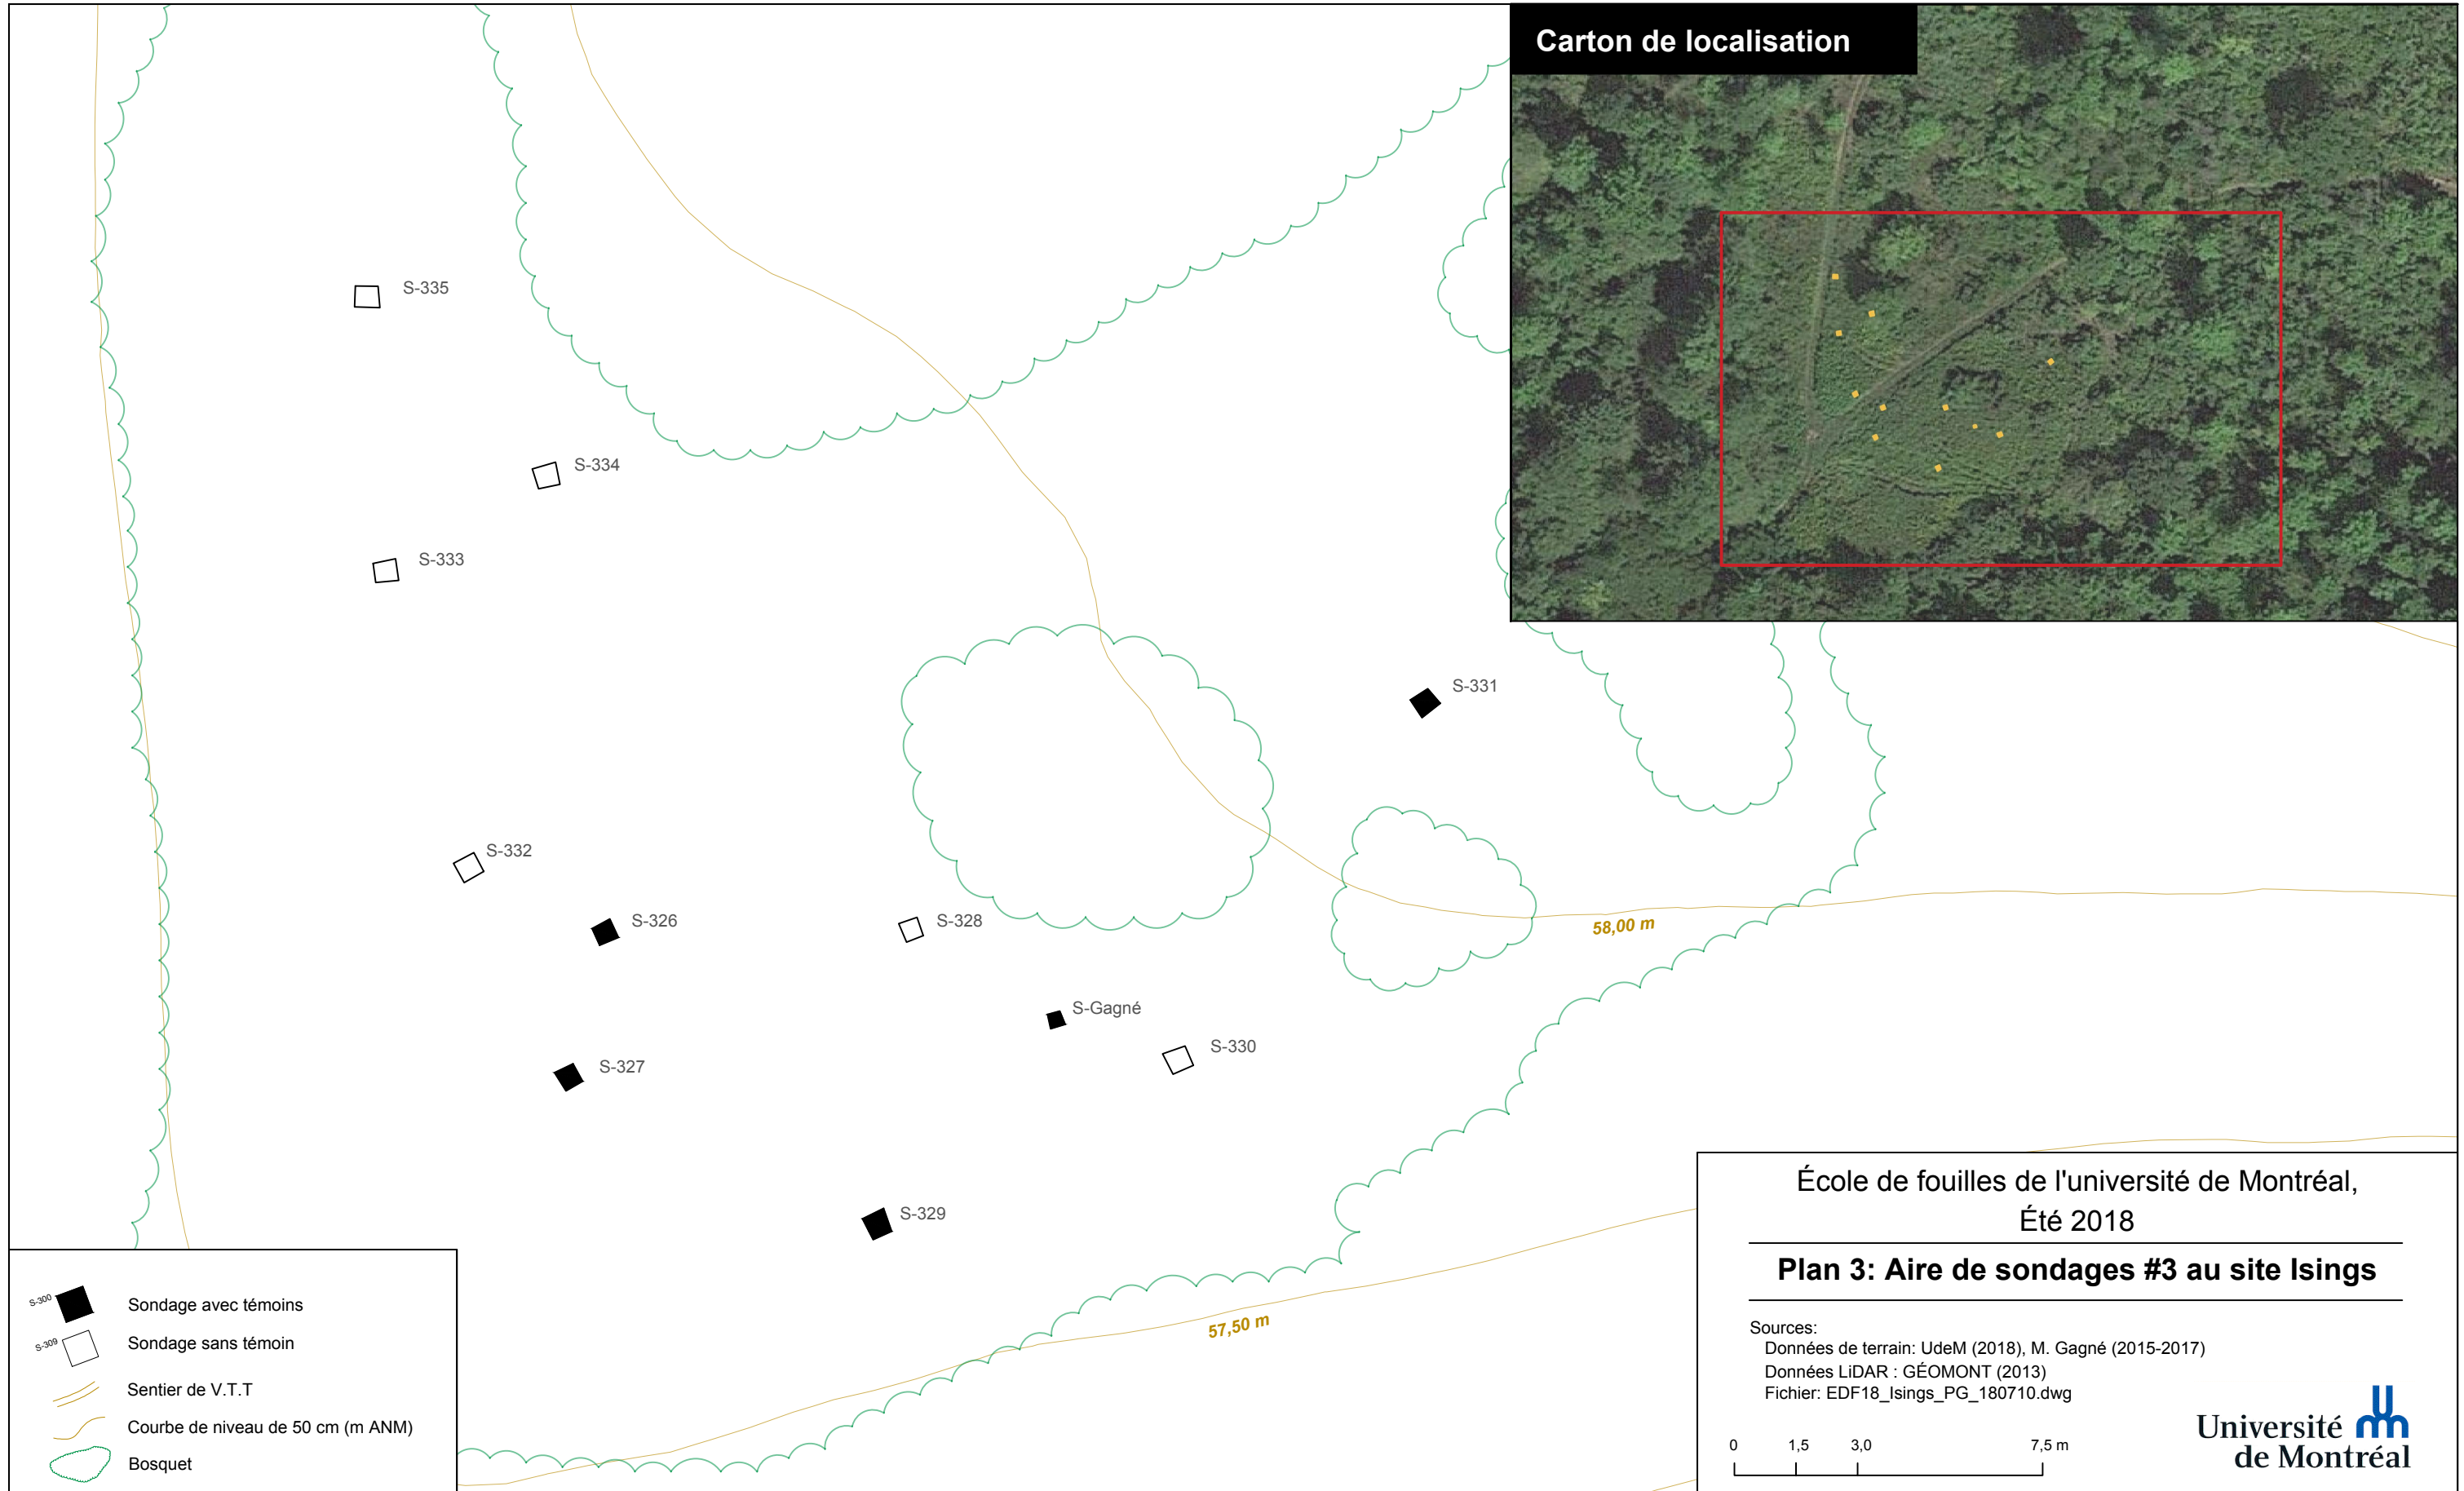 Carton de localisation
S-335
S-334
S-333
S-331
S-332
S-326
S-328
S-Gagné
S-330
S-327
S-329
58,00 m
57,50 m
S-300
Sondage avec témoins
S-309
Sondage sans témoin
Sentier de V.T.T
Courbe de niveau de 50 cm (m ANM)
Bosquet
École de fouilles de l'université de Montréal,
Été 2018
Plan 3: Aire de sondages #3 au site Isings
Sources:
Données de terrain: UdeM (2018), M. Gagné (2015-2017)
Données LiDAR : GÉOMONT (2013)
Fichier: EDF18_Isings_PG_180710.dwg
0 1,5 3,0 7,5 m
Université
de Montréal